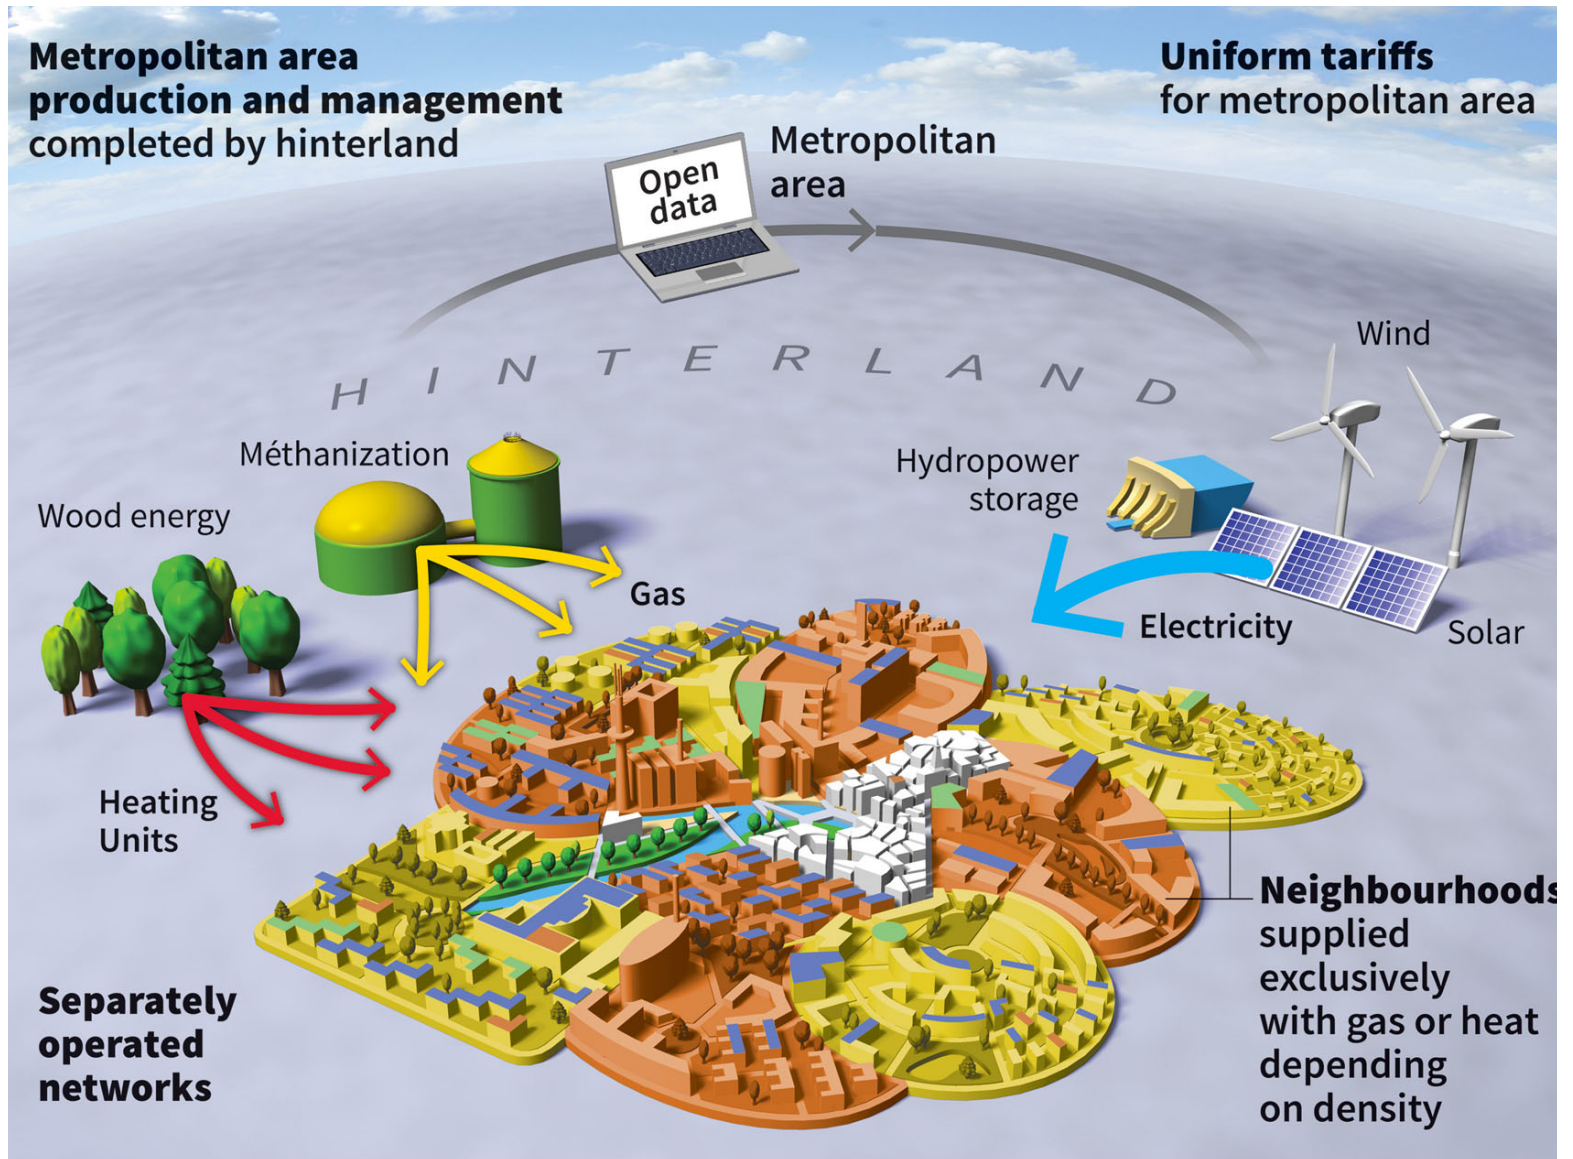 Metropolitan area
production and management
completed by hinterland
Uniform tariffs
for metropolitan area
Metropolitan
area
Open
data
HINTERLAND
Wind
Méthanization
Hydropower
storage
Wood energy
Gas
Electricity
Solar
Heating
Units
Neighbourhoods
supplied
exclusively
with gas or heat
depending
on density
Separately
operated
networks